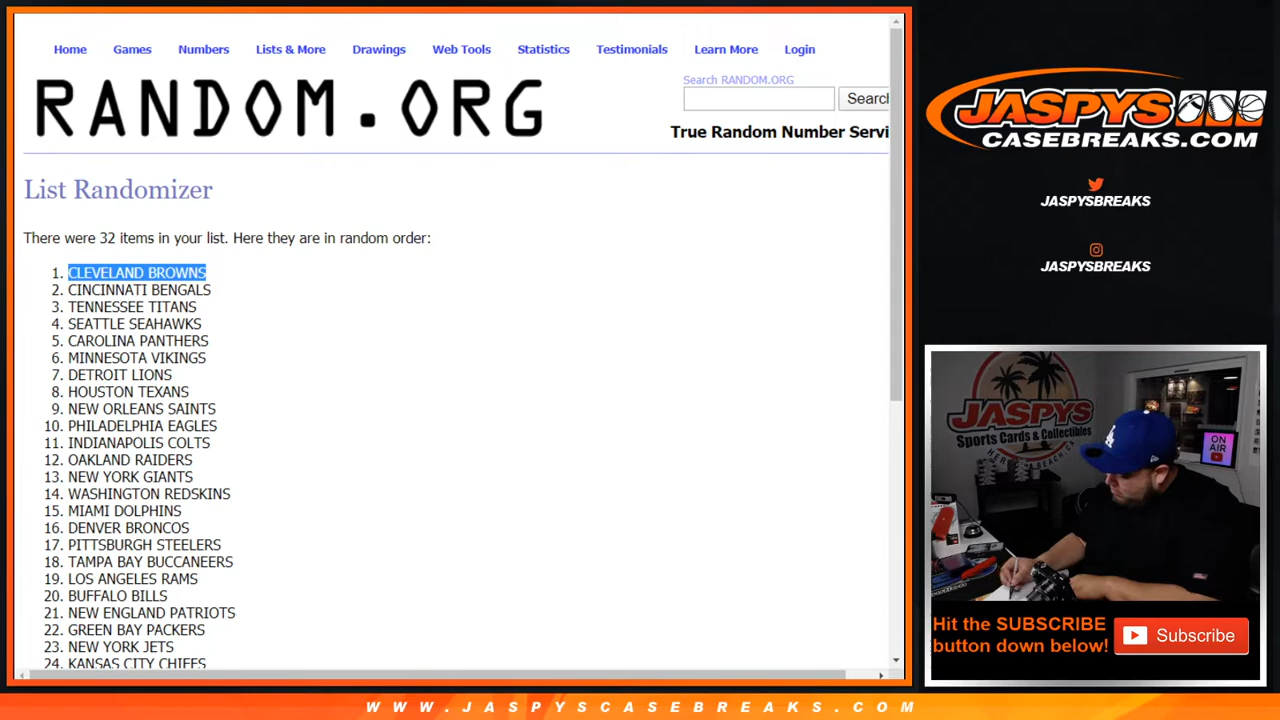 Home Games Numbers Lists & More Drawings Web Tools Statistics Testimonials Learn More Login
RANDOM.ORG
Search RANDOM.ORG
Search
True Random Number Servi
List Randomizer
There were 32 items in your list. Here they are in random order:
1. CLEVELAND BROWNS
2. CINCINNATI BENGALS
3. TENNESSEE TITANS
4. SEATTLE SEAHAWKS
5. CAROLINA PANTHERS
6. MINNESOTA VIKINGS
7. DETROIT LIONS
8. HOUSTON TEXANS
9. NEW ORLEANS SAINTS
10. PHILADELPHIA EAGLES
11. INDIANAPOLIS COLTS
12. OAKLAND RAIDERS
13. NEW YORK GIANTS
14. WASHINGTON REDSKINS
15. MIAMI DOLPHINS
16. DENVER BRONCOS
17. PITTSBURGH STEELERS
18. TAMPA BAY BUCCANEERS
19. LOS ANGELES RAMS
20. BUFFALO BILLS
21. NEW ENGLAND PATRIOTS
22. GREEN BAY PACKERS
23. NEW YORK JETS
24. KANSAS CITY CHIEFS
JASPYS
CASEBREAKS.COM
JASPYSBREAKS
JASPYSBREAKS
JASPYS
Sports Cards & Collectibles
ON
AIR
Hit the SUBSCRIBE
button down below!
Subscribe
WWW.JASPYSCASEBREAKS.COM